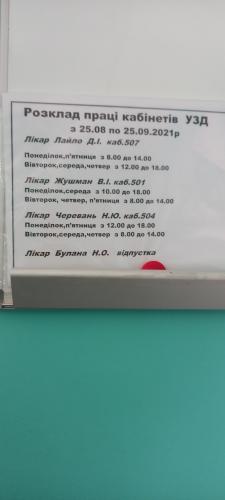 Розклад праці кабінетів УЗД
з 25.08 по 25.09.2021р
Лікар Лайло Д.І. каб.507
Понеділок,п'ятниця з 8.00 до 14.00
Вівторок,середа,четвер з 12.00 до 18.00
Лікар Жушман В.І. каб.501
Понеділок,середа з 10.00 до 18.00
Вівторок, четвер, п'ятниця з 8.00 до 14.00
Лікар Черевань Н.Ю. каб.504
Понеділок,п'ятниця з 12.00 до 18.00
Вівторок,середа,четвер з 8.00 до 14.00
Лікар Булана Н.О. відпустка